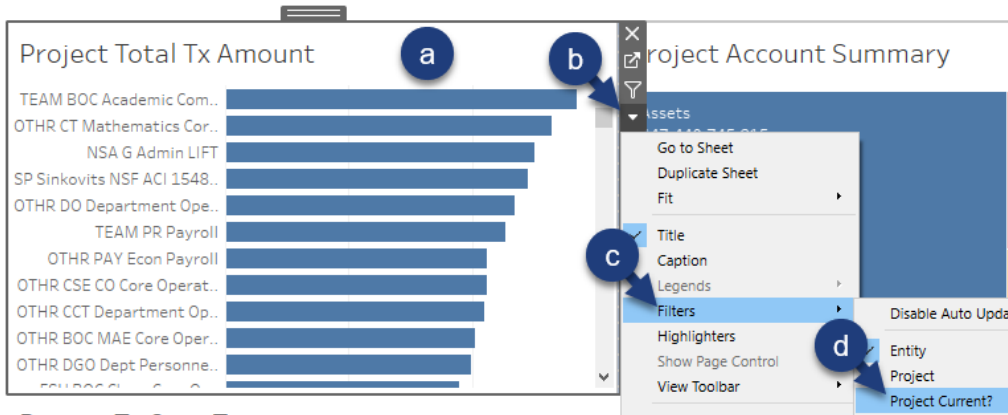 Project Total Tx Amount
a
b
roject Account Summary
TEAM BOC Academic Com..
OTHR CT Mathematics Cor..
NSA G Admin LIFT
SP Sinkovits NSF ACI 1548..
OTHR DO Department Ope..
TEAM PR Payroll
OTHR PAY Econ Payroll
OTHR CSE CO Core Operat..
OTHR CCT Department Op..
OTHR BOC MAE Core Oper..
OTHR DGO Dept Personne..
ssets
Go to Sheet
Duplicate Sheet
Fit
Title
Caption
c
Legends
Filters
Highlighters
Show Page Control
View Toolbar
Disable Auto Upda
d
Entity
Project
Project Current?